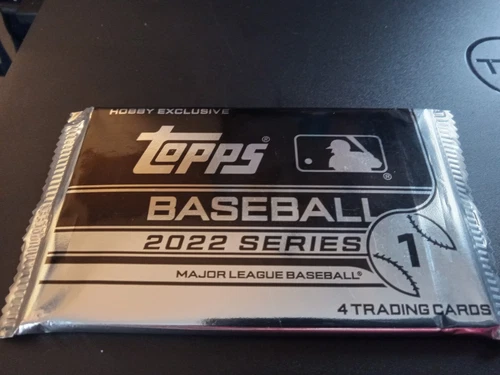 HOBBY EXCLUSIVE
Topps®
®
BASEBALL
2022 SERIES
1
MAJOR LEAGUE BASEBALL®
4 TRADING CARDS